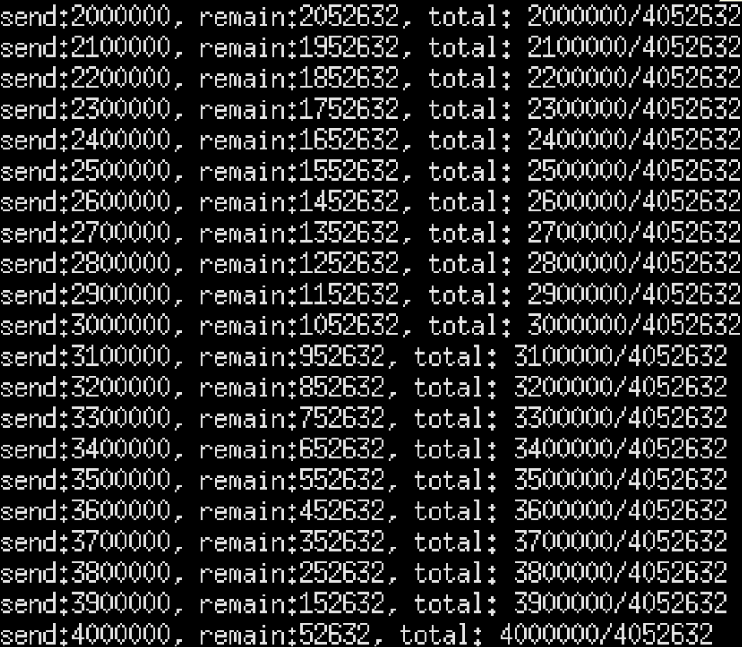 send:2000000, remain:2052632, total: 2000000/4052632
send:2100000, remain:1952632, total: 2100000/4052632
send:2200000, remain:1852632, total: 2200000/4052632
send:2300000, remain:1752632, total: 2300000/4052632
send:2400000, remain:1652632, total: 2400000/4052632
send:2500000, remain:1552632, total: 2500000/4052632
send:2600000, remain:1452632, total: 2600000/4052632
send:2700000, remain:1352632, total: 2700000/4052632
send:2800000, remain:1252632, total: 2800000/4052632
send:2900000, remain:1152632, total: 2900000/4052632
send:3000000, remain:1052632, total: 3000000/4052632
send:3100000, remain:952632, total: 3100000/4052632
send:3200000, remain:852632, total: 3200000/4052632
send:3300000, remain:752632, total: 3300000/4052632
send:3400000, remain:652632, total: 3400000/4052632
send:3500000, remain:552632, total: 3500000/4052632
send:3600000, remain:452632, total: 3600000/4052632
send:3700000, remain:352632, total: 3700000/4052632
send:3800000, remain:252632, total: 3800000/4052632
send:3900000, remain:152632, total: 3900000/4052632
send:4000000, remain:52632, total: 4000000/4052632